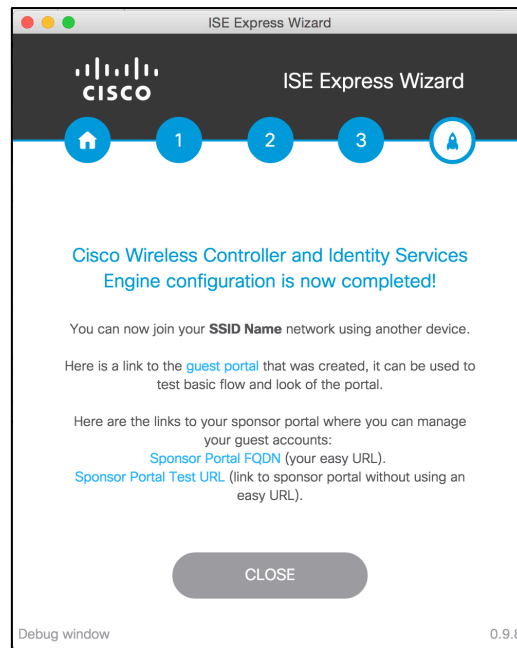 ISE Express Wizard
CISCO
ISE Express Wizard
1
2
3
Cisco Wireless Controller and Identity Services
Engine configuration is now completed!
You can now join your SSID Name network using another device.
Here is a link to the guest portal that was created, it can be used to
test basic flow and look of the portal.
Here are the links to your sponsor portal where you can manage
your guest accounts:
Sponsor Portal FQDN (your easy URL).
Sponsor Portal Test URL (link to sponsor portal without using an
easy URL).
CLOSE
Debug window
0.9.8